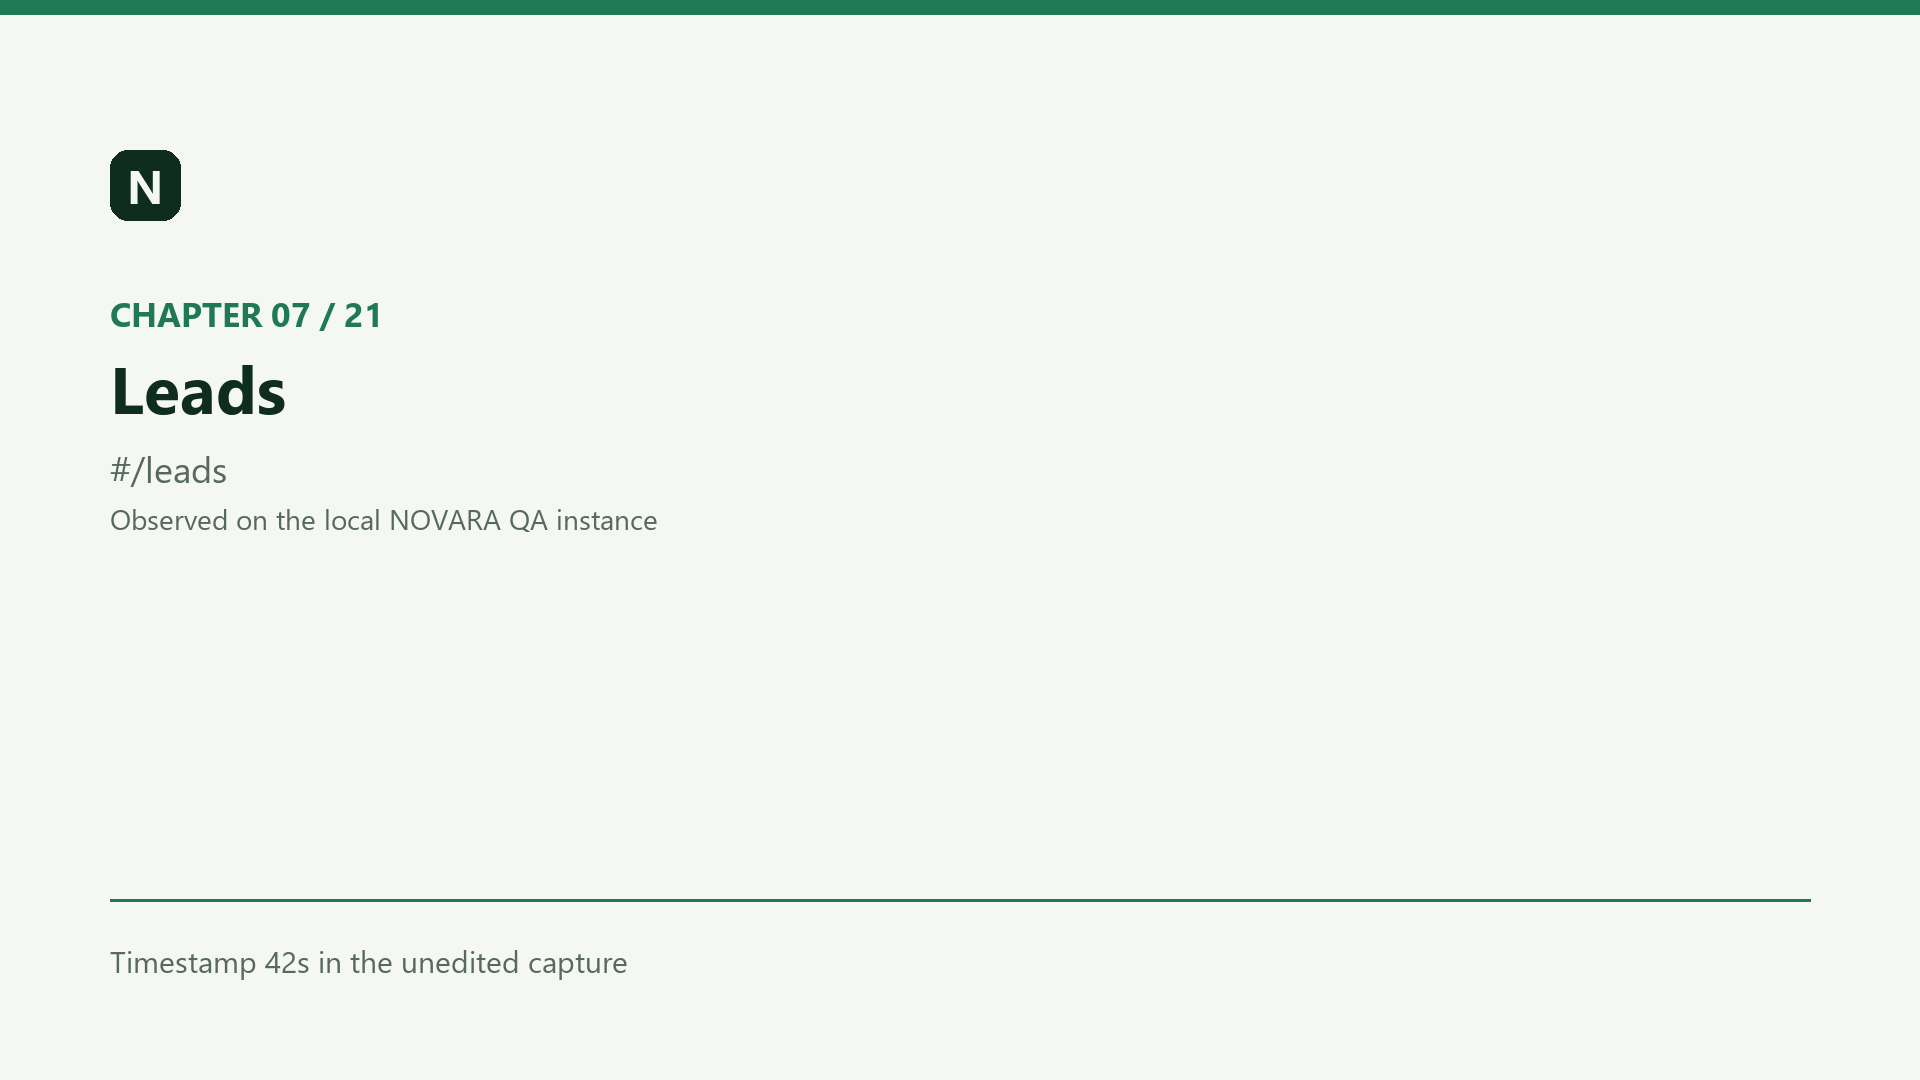 N
CHAPTER 07 / 21
Leads
#/leads
Observed on the local NOVARA QA instance
Timestamp 42s in the unedited capture